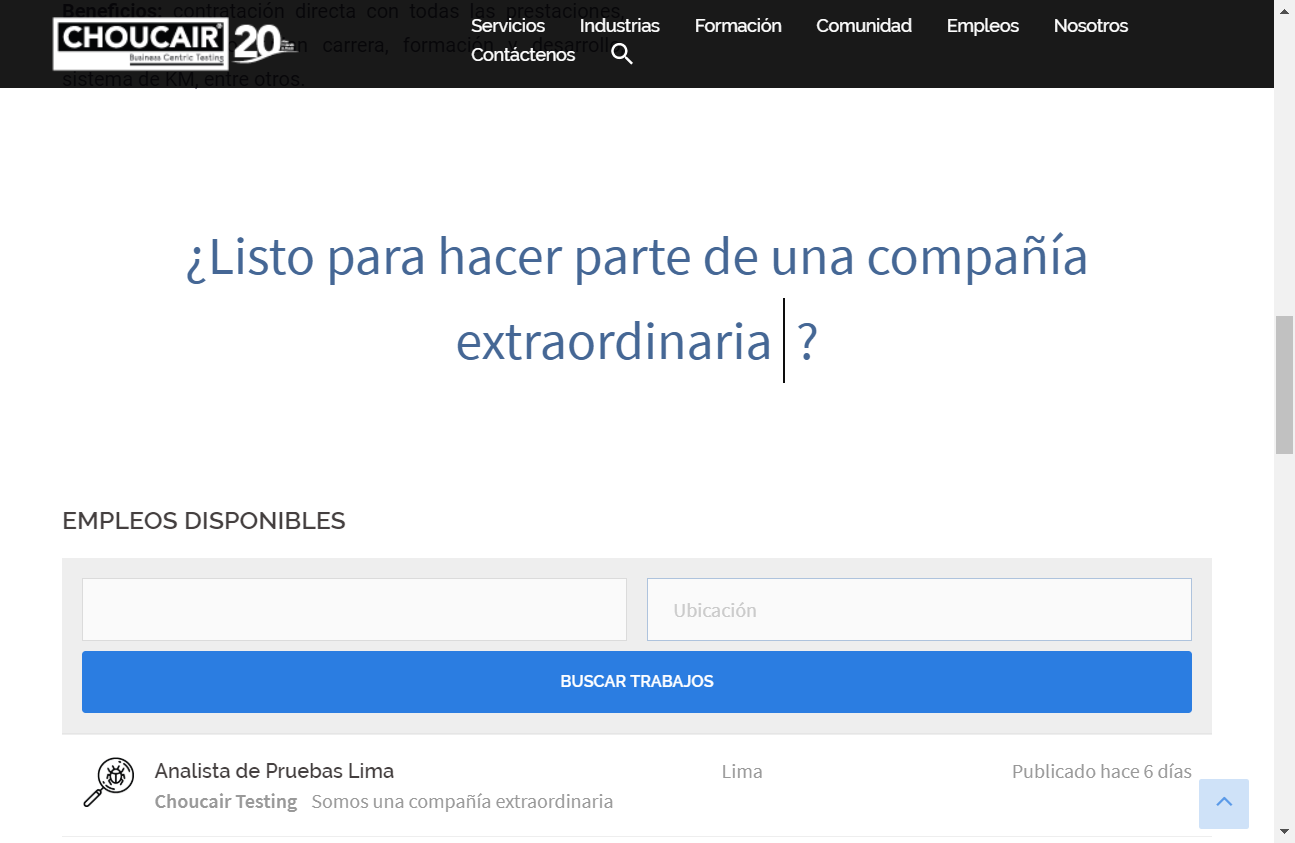 Beneficios: contratación directa con todas las prestaciones,
CHOUCAIR
Business Centric Testing
20
Servicios Industrias Formación Comunidad Empleos Nosotros
Contáctenos
carrera, formación y desarrollo
sistema de KM, entre otros.
¿Listo para hacer parte de una compañía
extraordinaria ?
EMPLEOS DISPONIBLES
Ubicación
BUSCAR TRABAJOS
Analista de Pruebas Lima Lima Publicado hace 6 días
Choucair Testing Somos una compañía extraordinaria